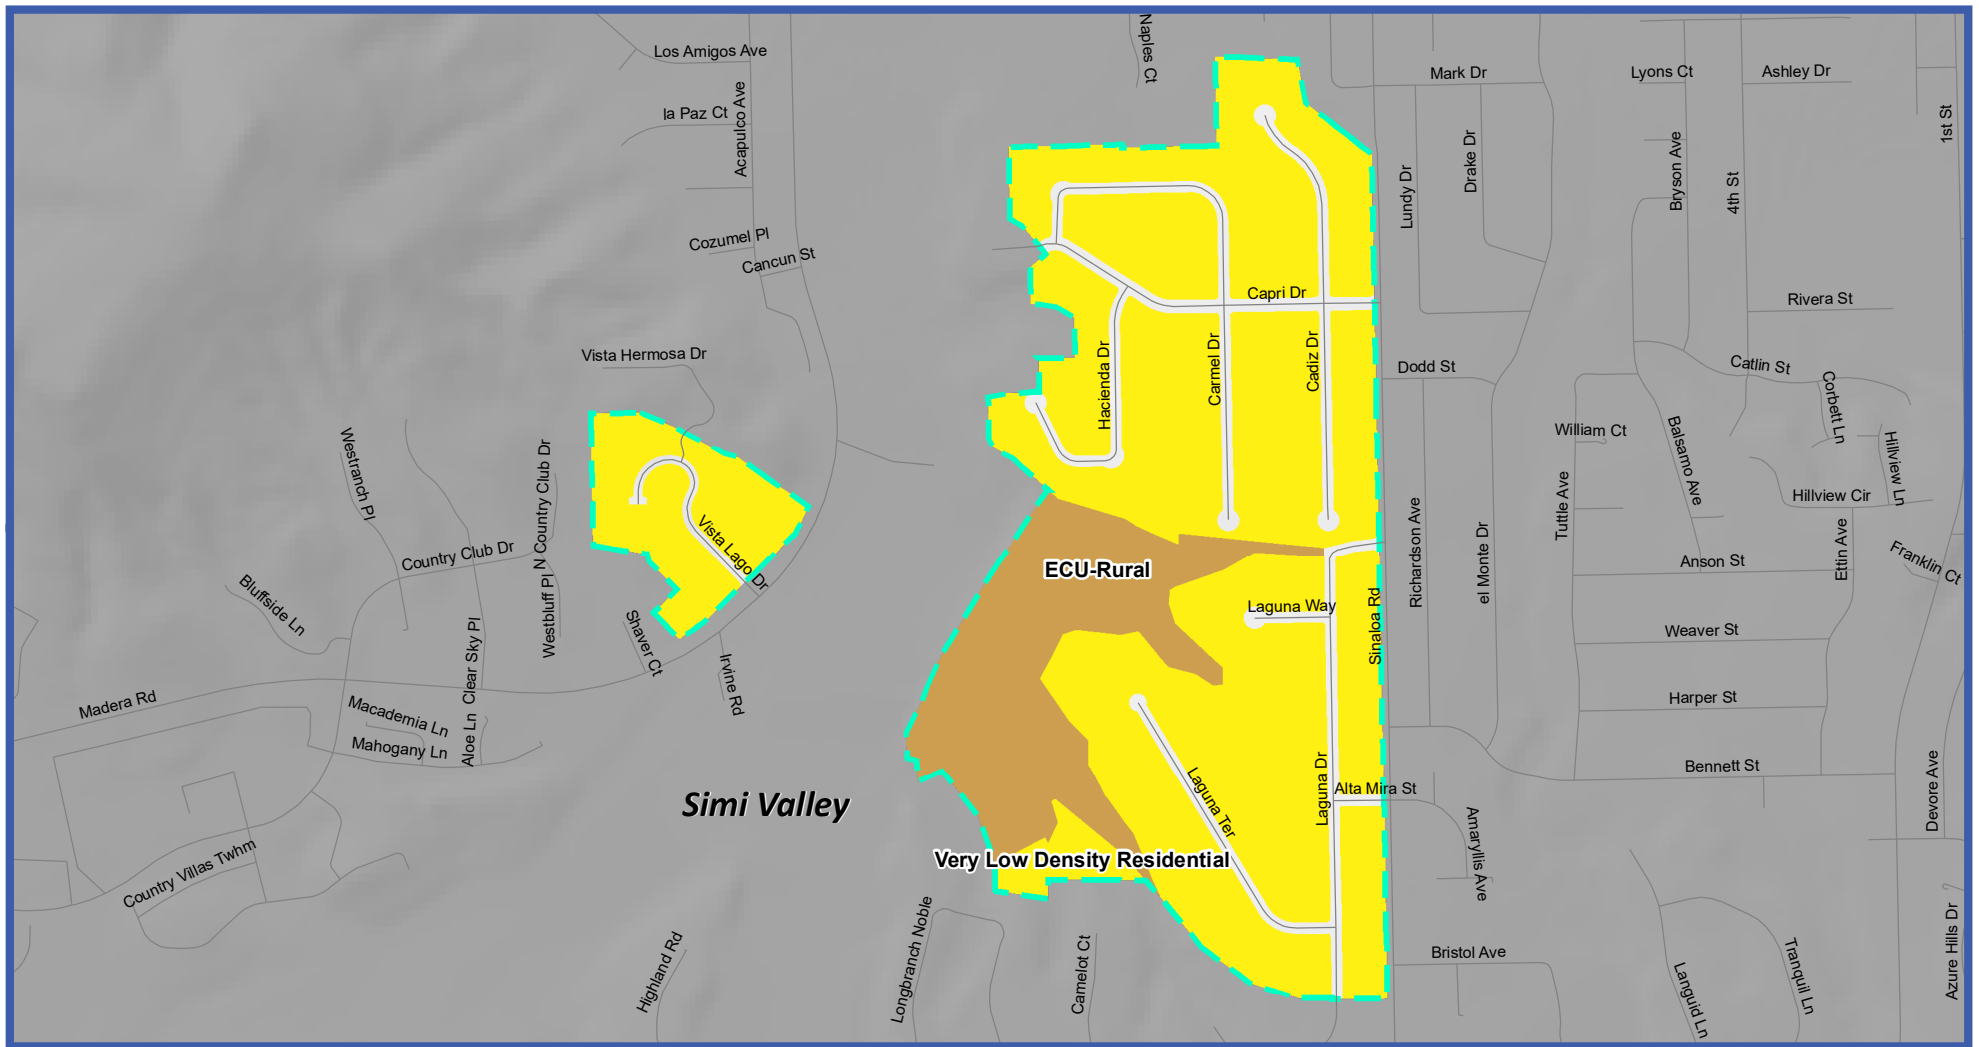 Los Amigos Ave
Naples Ct
Mark Dr
Lyons Ct
Ashley Dr
la Paz Ct
Acapulco Ave
1st St
Drake Dr
Bryson Ave
Lundy Dr
4th St
Cozumel Pl
Cancun St
Capri Dr
Rivera St
Vista Hermosa Dr
Hacienda Dr
Carmel Dr
Cadiz Dr
Dodd St
Catlin St
Corbett Ln
Westranch Pl
N Country Club Dr
William Ct
Balsamo Ave
Hillview Ln
Hillview Cir
Tuttle Ave
Vista Lago Dr
Country Club Dr
Richardson Ave
el Monte Dr
Ettin Ave
Anson St
Franklin Ct
ECU-Rural
Bluffside Ln
Westbluff Pl
Laguna Way
Sinaloa Rd
Weaver St
Shaver Ct
Clear Sky Pl
Irvine Rd
Harper St
Madera Rd
Macademia Ln
Mahogany Ln
Aloe Ln
Bennett St
Laguna Ter
Laguna Dr
Alta Mira St
Devore Ave
Simi Valley
Amaryllis Ave
Country Villas Twhm
Very Low Density Residential
Longbranch Noble
Highland Rd
Camelot Ct
Bristol Ave
Languid Ln
Tranquil Ln
Azure Hills Dr